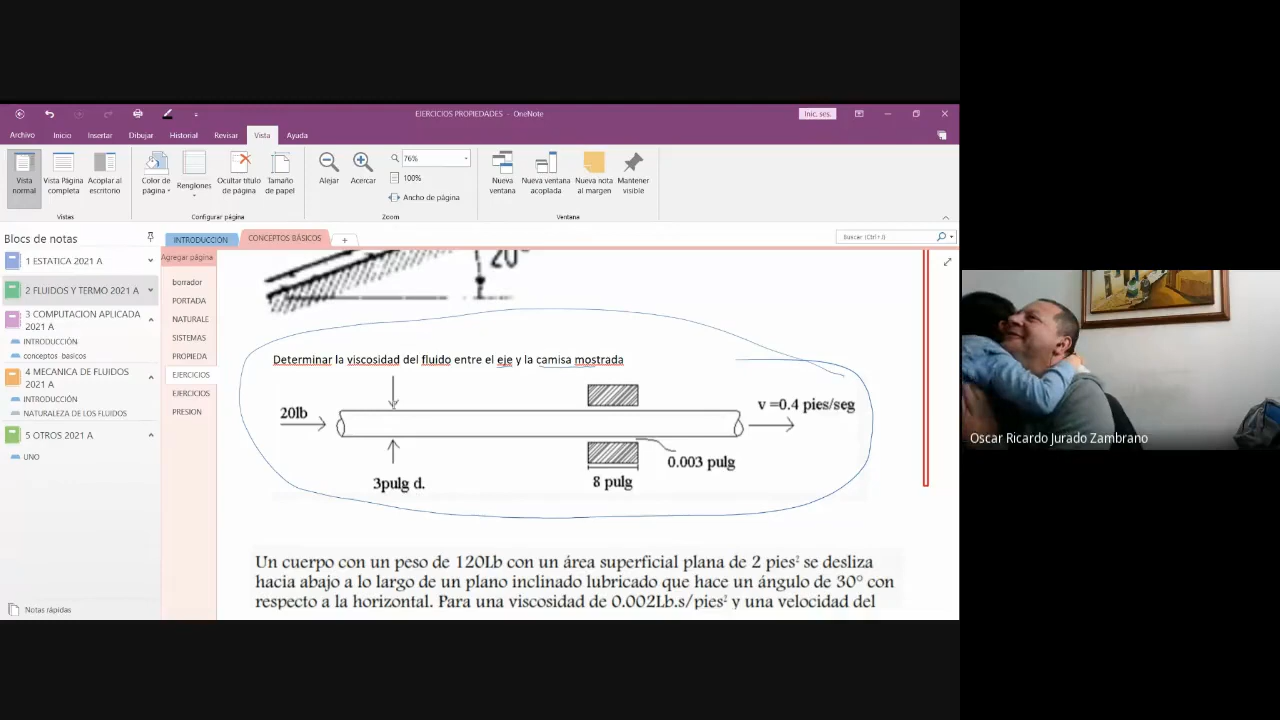 EJERCICIOS PROPIEDADES - OneNote
Inic. ses.
Archivo Inicio Insertar Dibujar Historial Revisar Vista Ayuda
Vista normal
Vista Página completa
Acoplar al escritorio
Vistas
Color de página
Renglones
Ocultar título de página
Tamaño de papel
Configurar página
Alejar
Acercar
76%
100%
Ancho de página
Zoom
Nueva ventana
Nueva ventana acoplada
Nueva nota al margen
Mantener visible
Ventana
Blocs de notas
INTRODUCCIÓN
CONCEPTOS BÁSICOS
+
Buscar (Ctrl+J)
1 ESTATICA 2021 A
2 FLUIDOS Y TERMO 2021 A
3 COMPUTACION APLICADA
2021 A
INTRODUCCIÓN
conceptos basicos
4 MECANICA DE FLUIDOS
2021 A
INTRODUCCIÓN
NATURALEZA DE LOS FLUIDOS
5 OTROS 2021 A
UNO
Notas rápidas
Agregar página
borrador
PORTADA
NATURALE
SISTEMAS
PROPIEDA
EJERCICIOS
EJERCICIOS
PRESION
20°
Determinar la viscosidad del fluido entre el eje y la camisa mostrada
20lb
v =0.4 pies/seg
0.003 pulg
3pulg d.
8 pulg
Un cuerpo con un peso de 120Lb con un área superficial plana de 2 pies² se desliza
hacia abajo a lo largo de un plano inclinado lubricado que hace un ángulo de 30° con
respecto a la horizontal. Para una viscosidad de 0.002Lb.s/pies² y una velocidad del
Oscar Ricardo Jurado Zambrano